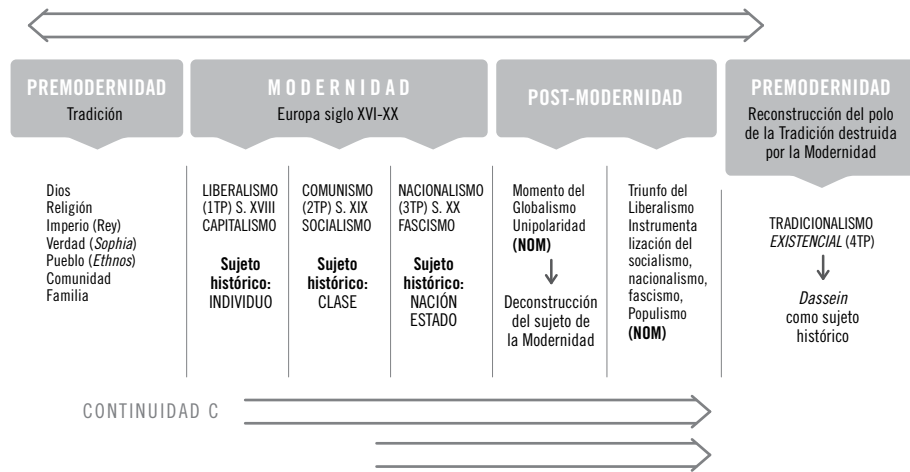 PREMODERNIDAD
Tradición
MODERNIDAD
Europa siglo XVI-XX
POST-MODERNIDAD
PREMODERNIDAD
Reconstrucción del polo
de la Tradición destruida
por la Modernidad
Dios
Religión
Imperio (Rey)
Verdad (Sophia)
Pueblo (Ethnos)
Comunidad
Familia
LIBERALISMO
(1TP) S. XVIII
CAPITALISMO
Sujeto
histórico:
INDIVIDUO
COMUNISMO
(2TP) S. XIX
SOCIALISMO
Sujeto
histórico:
CLASE
NACIONALISMO
(3TP) S. XX
FASCISMO
Sujeto
histórico:
NACIÓN
ESTADO
Momento del
Globalismo
Unipolaridad
(NOM)
Deconstrucción
del sujeto de
la Modernidad
Triunfo del
Liberalismo
Instrumenta
lización del
socialismo,
nacionalismo,
fascismo,
Populismo
(NOM)
TRADICIONALISMO
EXISTENCIAL (4TP)
Dassein
como sujeto
histórico
CONTINUIDAD C